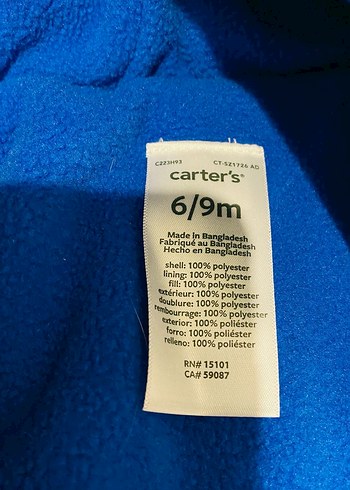 C223H93 CT-SZ1726 AD
carter's®
6/9m
Made in Bangladesh
Fabriqué au Bangladesh
Hecho en Bangladesh
shell: 100% polyester
lining: 100% polyester
fill: 100% polyester
extérieur: 100% polyester
doublure: 100% polyester
rembourrage: 100% polyester
exterior: 100% poliéster
forro: 100% poliéster
relleno: 100% poliéster
RN# 15101
CA# 59087